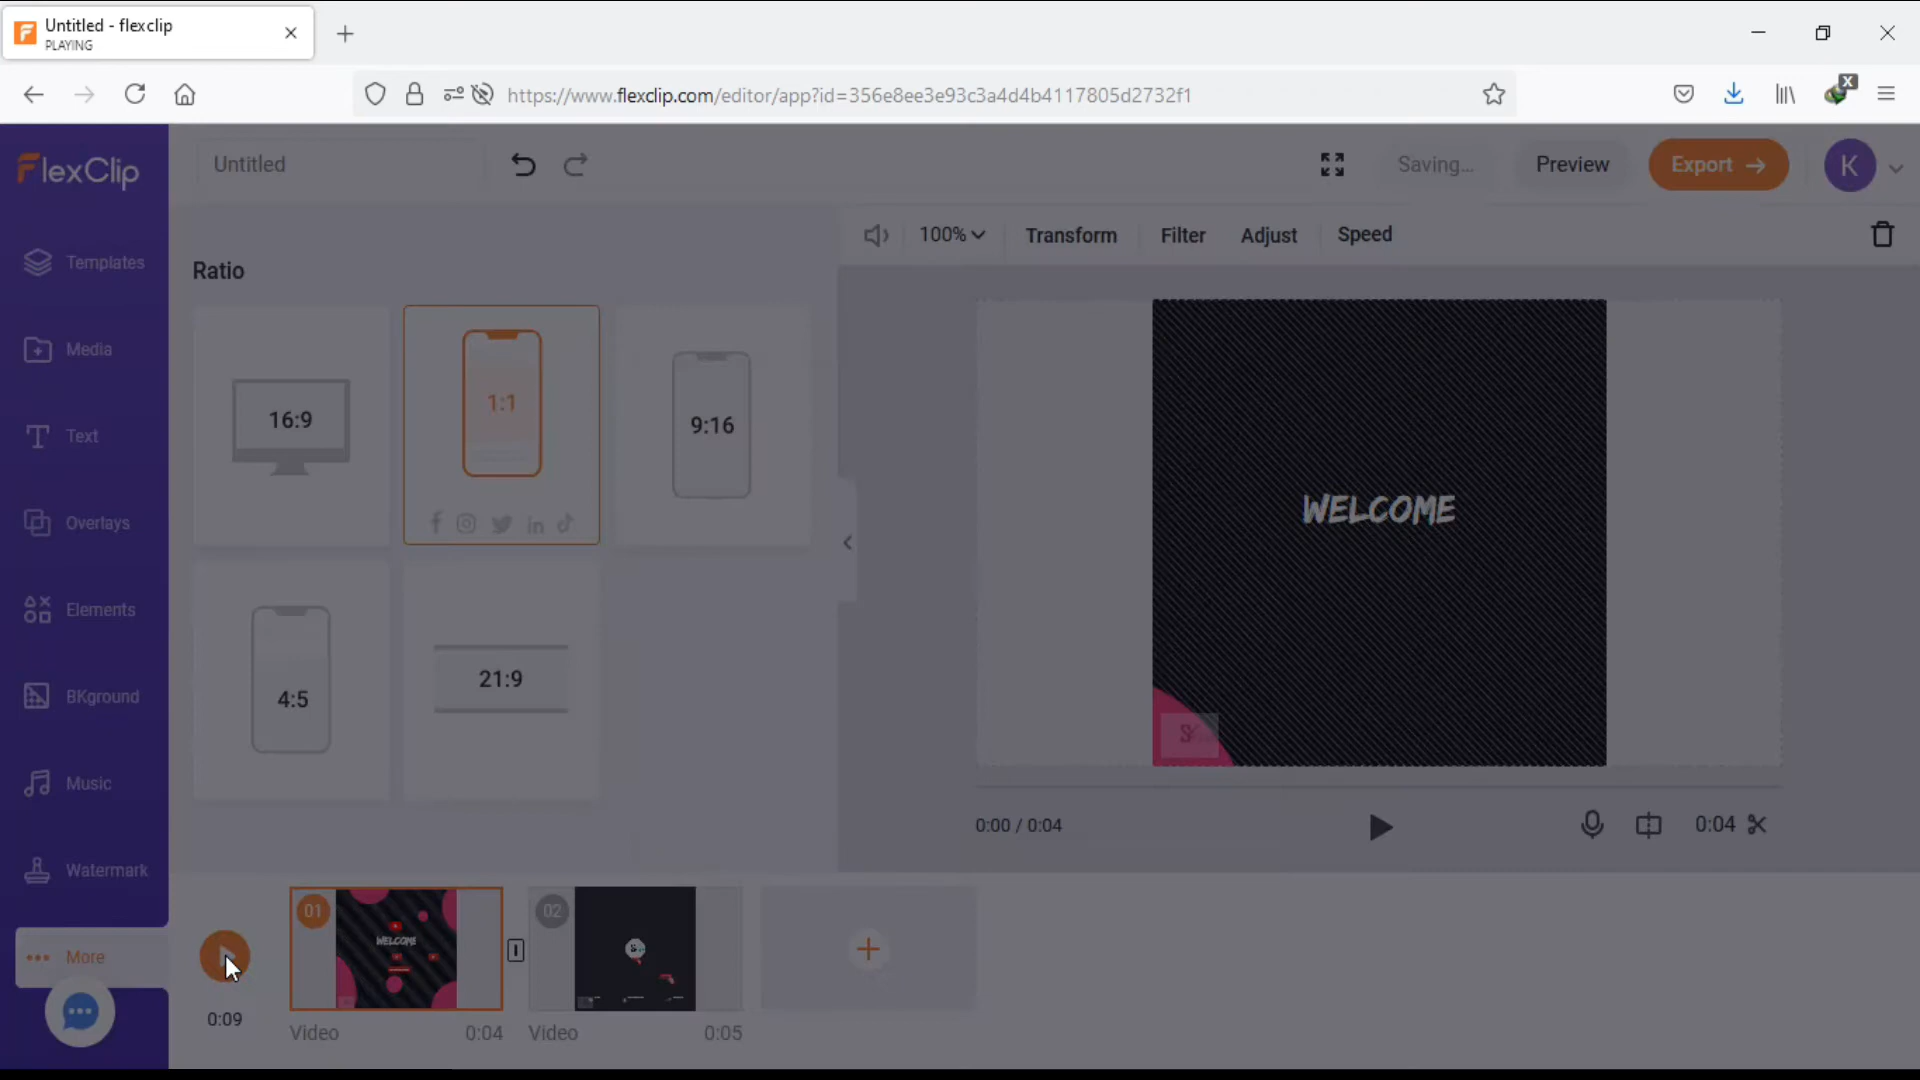 Untitled - flexclip
PLAYING
https://www.flexclip.com/editor/app?id=356e8ee3e93c3a4d4b4117805d2732f1
FlexClip
Untitled
Saving...
Preview
Export
K
Templates
Media
Text
Overlays
Elements
BKground
Music
Watermark
More
Ratio
16:9
1:1
9:16
4:5
21:9
100%
Transform
Filter
Adjust
Speed
WELCOME
0:00 / 0:04
0:04
0:09
01
WELCOME
Video
0:04
02
Video
0:05